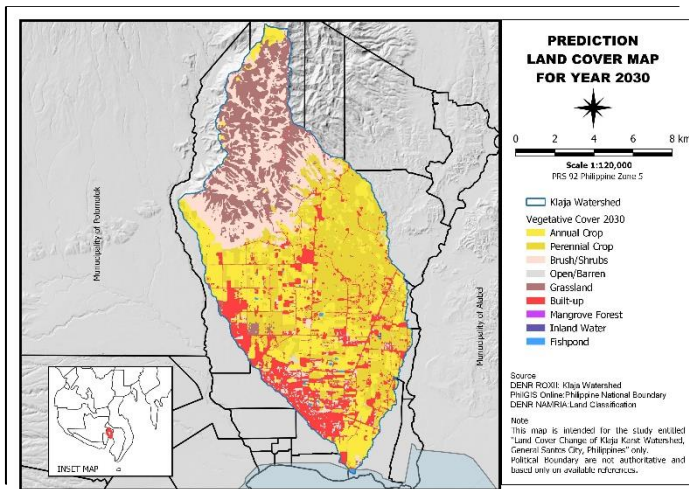 PREDICTION
LAND COVER MAP
FOR YEAR 2030
0 2 4 8 km
Scale 1:120,000
PRS 92 Philippine Zone 5
Klaja Watershed
Vegetative Cover 2030
Annual Crop
Perennial Crop
Brush/Shrubs
Open/Barren
Grassland
Built-up
Mangrove Forest
Inland Water
Fishpond
Source
DENR ROXII: Klaja Watershed
PhilGIS Online:Philippine National Boundary
DENR NAMRIA:Land Classification
Note
This map is intended for the study entitled
"Land Cover Change of Klaja Karst Watershed,
General Santos City, Philippines" only.
Political Boundary are not authoritative and
based only on available references.
Municipality of Polomolok
Municipality of Alabel
INSET MAP